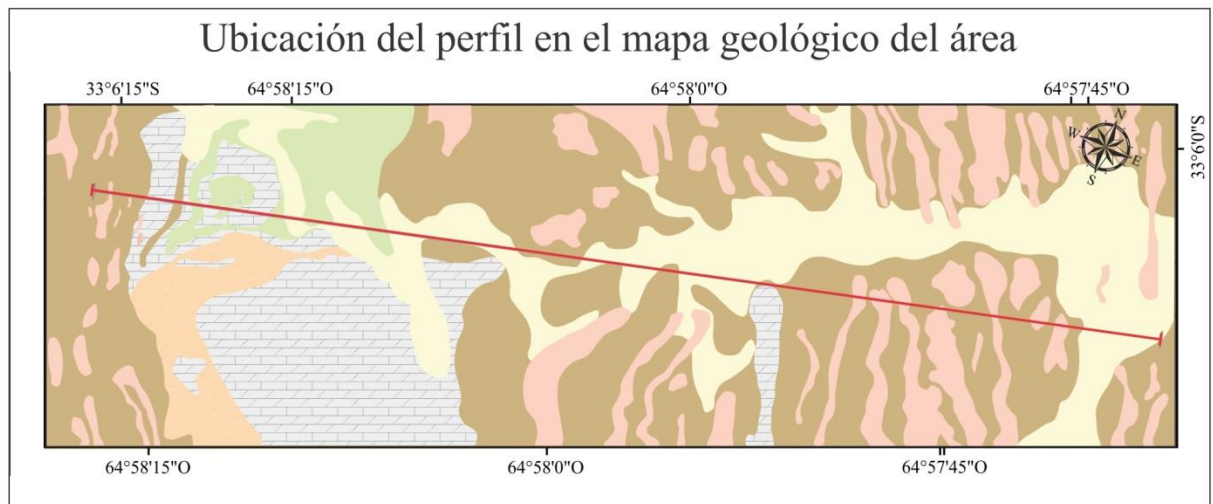 Ubicación del perfil en el mapa geológico del área
33°6'15"S
64°58'15"O
64°58'0"O
64°57'45"O
N
W
E
S
33°6'0"S
64°58'15"O
64°58'0"O
64°57'45"O